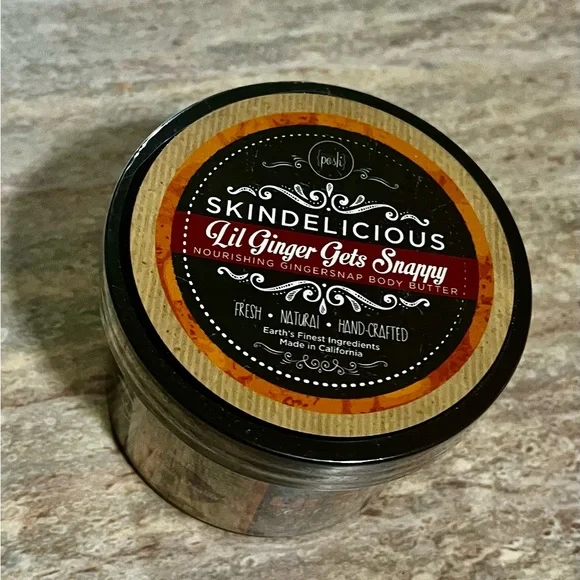 {posh}
SKINDELICIOUS
Lil Ginger Gets Snappy
NOURISHING GINGERSNAP BODY BUTTER
FRESH • NATURAL • HAND-CRAFTED
Earth's Finest Ingredients
Made in California